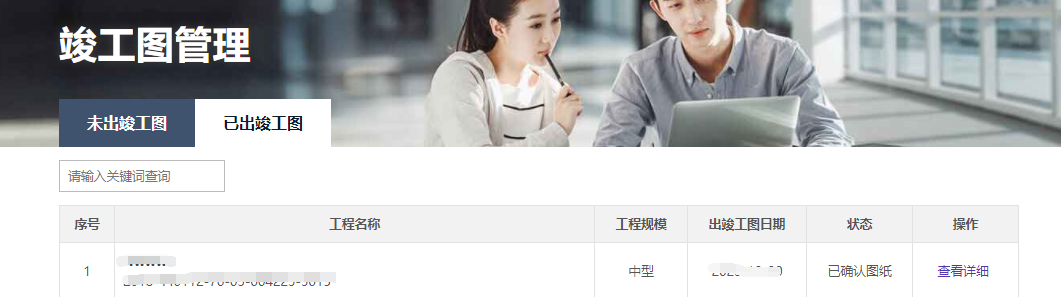 竣工图管理
未出竣工图 已出竣工图
请输入关键词查询
序号 工程名称 工程规模 出竣工图日期 状态 操作
1 中型 已确认图纸 查看详细